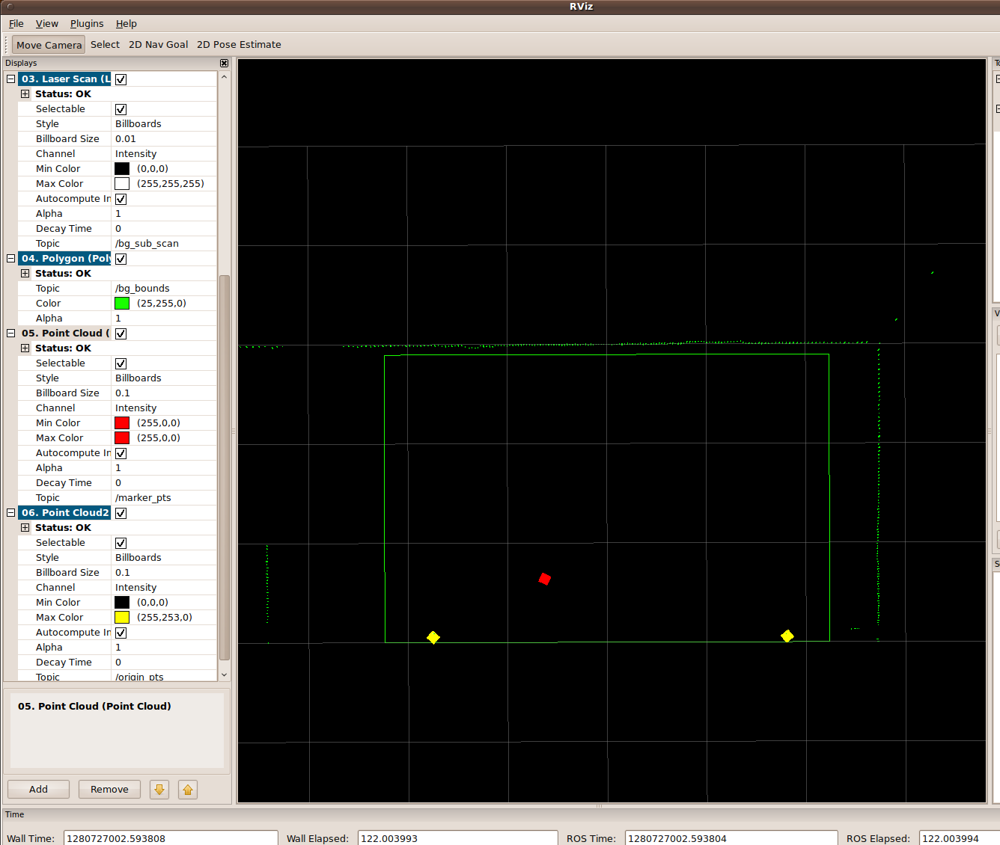 RViz
File View Plugins Help
Move Camera Select 2D Nav Goal 2D Pose Estimate
Displays
03. Laser Scan (L
Status: OK
Selectable
Style Billboards
Billboard Size 0.01
Channel Intensity
Min Color (0,0,0)
Max Color (255,255,255)
Autocompute In
Alpha 1
Decay Time 0
Topic /bg_sub_scan
04. Polygon (Poly
Status: OK
Topic /bg_bounds
Color (25,255,0)
Alpha 1
05. Point Cloud (
Status: OK
Selectable
Style Billboards
Billboard Size 0.1
Channel Intensity
Min Color (255,0,0)
Max Color (255,0,0)
Autocompute In
Alpha 1
Decay Time 0
Topic /marker_pts
06. Point Cloud2
Status: OK
Selectable
Style Billboards
Billboard Size 0.1
Channel Intensity
Min Color (0,0,0)
Max Color (255,253,0)
Autocompute In
Alpha 1
Decay Time 0
Topic /origin_pts
05. Point Cloud (Point Cloud)
Add Remove
Time
Wall Time: 1280727002.593808 Wall Elapsed: 122.003993 ROS Time: 1280727002.593804 ROS Elapsed: 122.003994